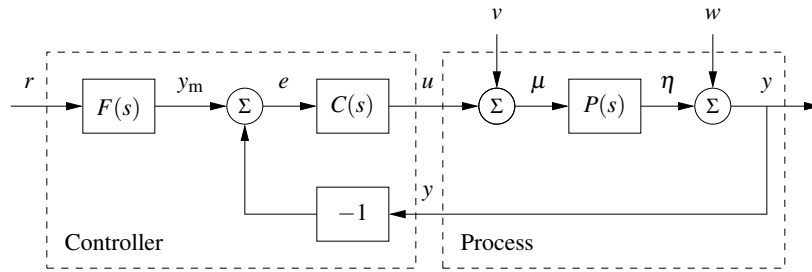 v
w
r
F(s)
y_m
Σ
e
C(s)
u
Σ
μ
P(s)
η
Σ
y
−1
y
Controller
Process